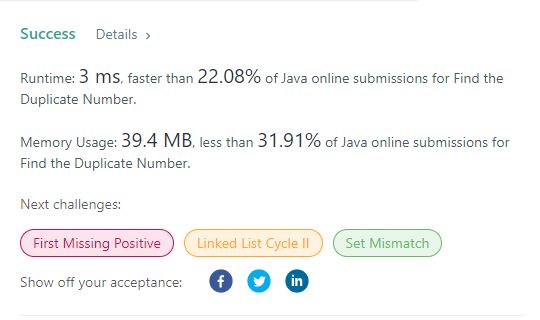 Success Details >
Runtime: 3 ms, faster than 22.08% of Java online submissions for Find the
Duplicate Number.
Memory Usage: 39.4 MB, less than 31.91% of Java online submissions for
Find the Duplicate Number.
Next challenges:
First Missing Positive Linked List Cycle II Set Mismatch
Show off your acceptance: f in